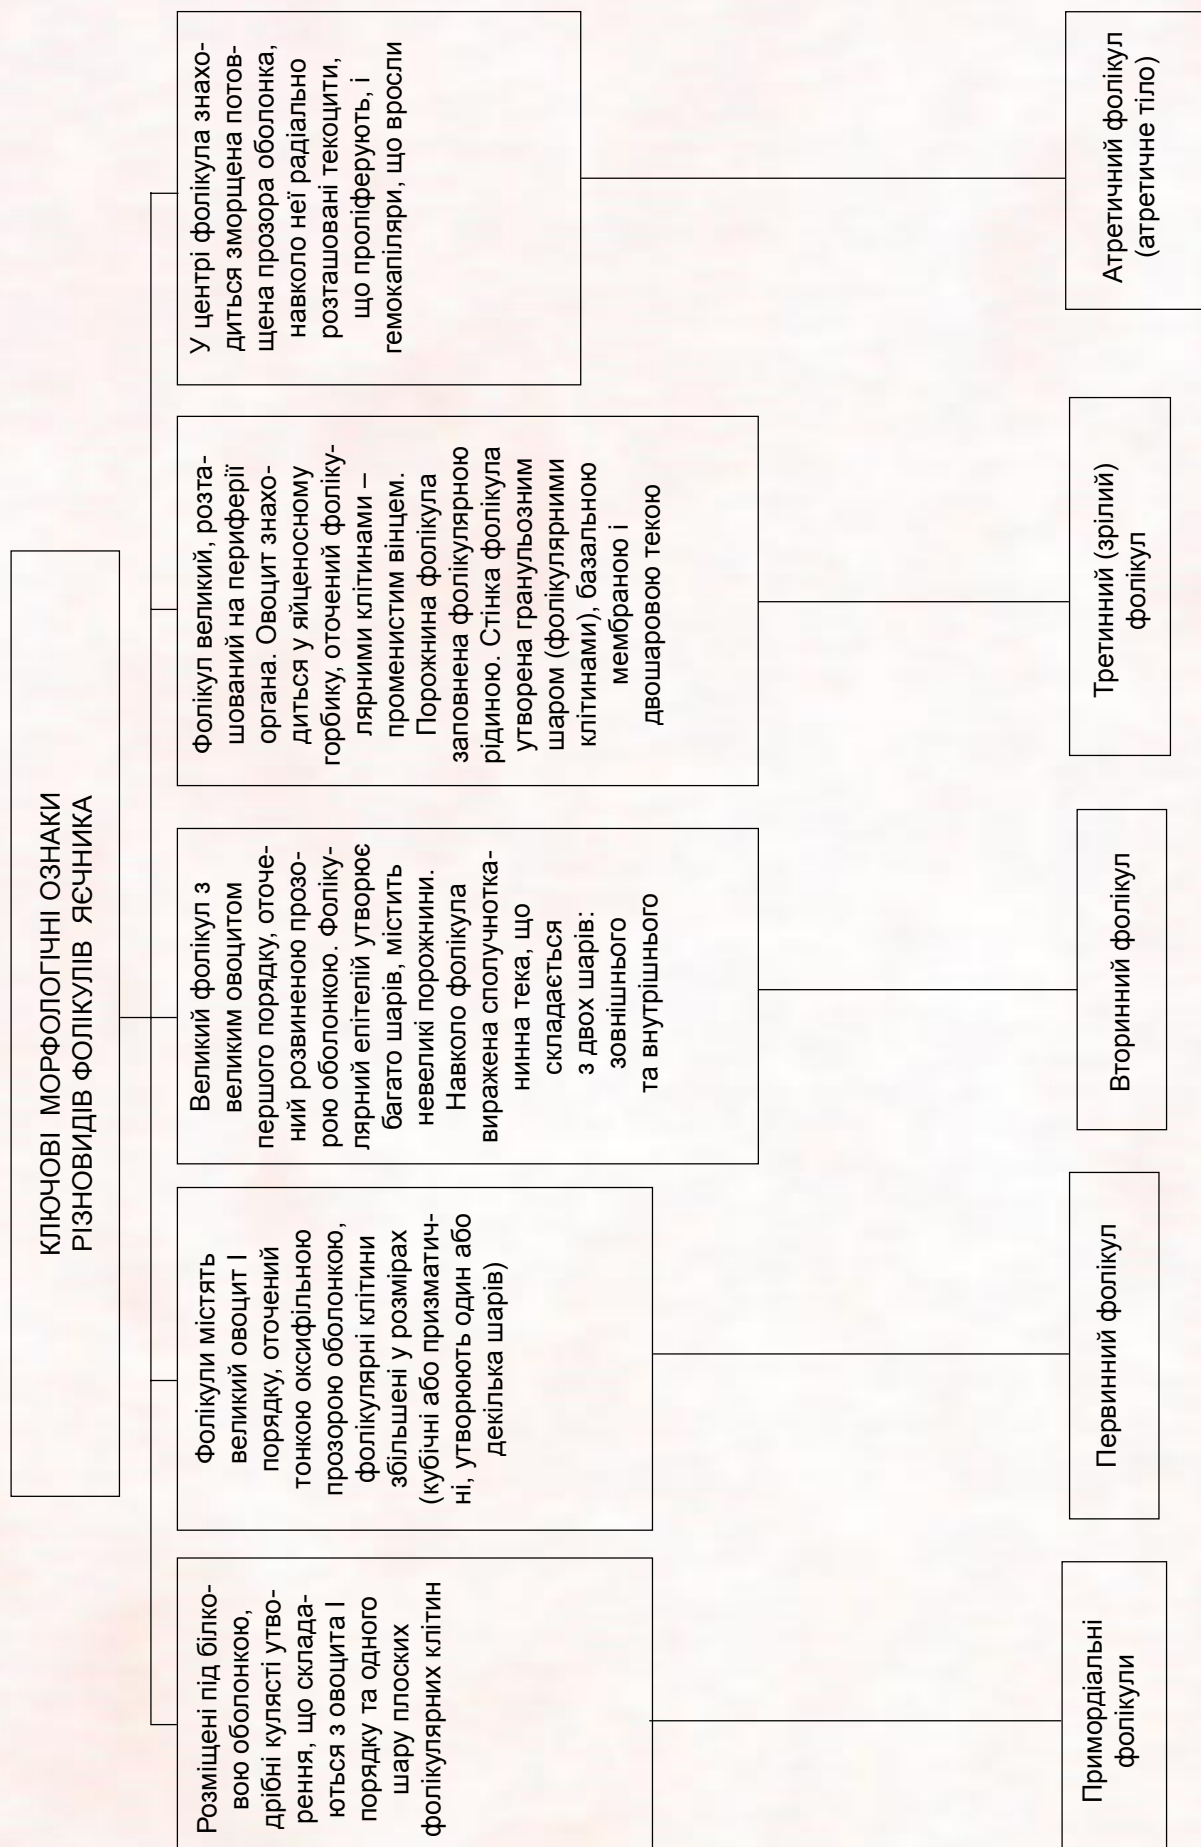 КЛЮЧОВІ МОРФОЛОГІЧНІ ОЗНАКИ
РІЗНОВИДІВ ФОЛІКУЛІВ ЯЄЧНИКА
Розміщені під білко-
вою оболонкою,
дрібні кулясті утво-
рення, що склада-
ються з овоцита І
порядку та одного
шару плоских
фолікулярних клітин
Примордіальні
фолікули
Фолікули містять
великий овоцит І
порядку, оточений
тонкою оксифільною
прозорою оболонкою,
фолікулярні клітини
збільшені у розмірах
(кубічні або призматич-
ні, утворюють один або
декілька шарів)
Первинний фолікул
Великий фолікул з
великим овоцитом
першого порядку, оточе-
ний розвиненою прозо-
рою оболонкою. Фоліку-
лярний епітелій утворює
багато шарів, містить
невеликі порожнини.
Навколо фолікула
виражена сполучнотка-
нинна тека, що
складається
з двох шарів:
зовнішнього
та внутрішнього
Вторинний фолікул
Фолікул великий, розта-
шований на периферії
органа. Овоцит знахо-
диться у яйценосному
горбику, оточений фоліку-
лярними клітинами –
променистим вінцем.
Порожнина фолікула
заповнена фолікулярною
рідиною. Стінка фолікула
утворена гранульозним
шаром (фолікулярними
клітинами), базальною
мембраною і
двошаровою текою
Третинний (зрілий)
фолікул
У центрі фолікула знахо-
диться зморщена потов-
щена прозора оболонка,
навколо неї радіально
розташовані текоцити,
що проліферують, і
гемокапіляри, що вросли
Атретичний фолікул
(атретичне тіло)